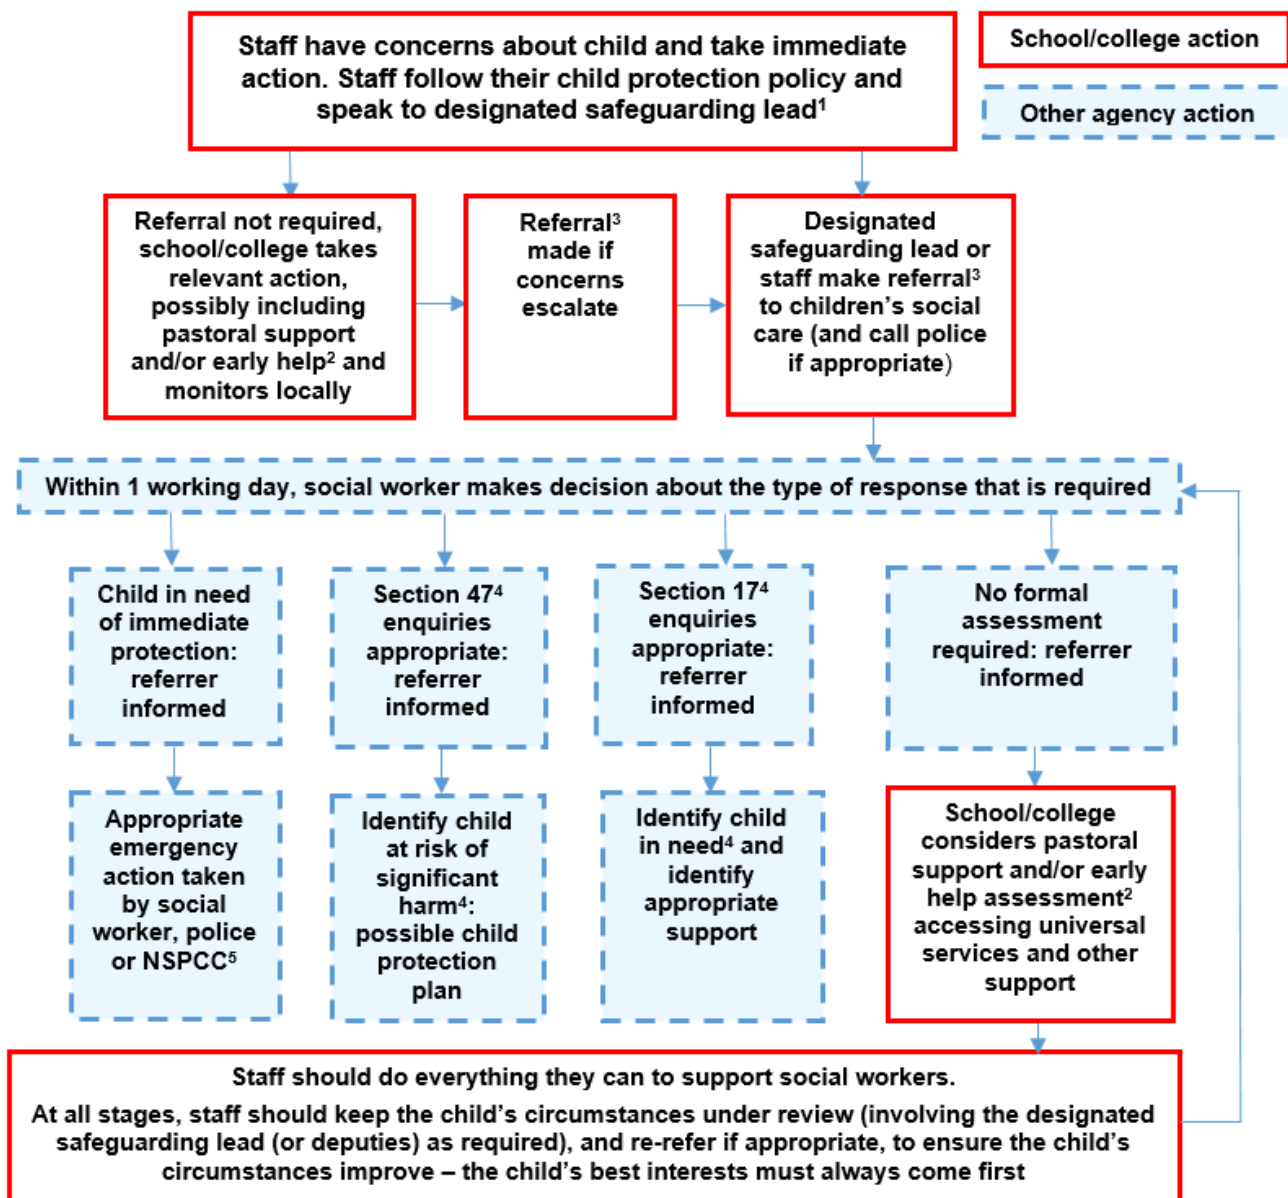 Staff have concerns about child and take immediate
action. Staff follow their child protection policy and
speak to designated safeguarding lead¹
School/college action
Other agency action
Referral not required,
school/college takes
relevant action,
possibly including
pastoral support
and/or early help² and
monitors locally
Referral³
made if
concerns
escalate
Designated
safeguarding lead or
staff make referral³
to children’s social
care (and call police
if appropriate)
Within 1 working day, social worker makes decision about the type of response that is required
Child in need
of immediate
protection:
referrer
informed
Section 47⁴
enquiries
appropriate:
referrer
informed
Section 17⁴
enquiries
appropriate:
referrer
informed
No formal
assessment
required: referrer
informed
Appropriate
emergency
action taken
by social
worker, police
or NSPCC⁵
Identify child
at risk of
significant
harm⁴:
possible child
protection
plan
Identify child
in need⁴ and
identify
appropriate
support
School/college
considers pastoral
support and/or early
help assessment²
accessing universal
services and other
support
Staff should do everything they can to support social workers.
At all stages, staff should keep the child’s circumstances under review (involving the designated
safeguarding lead (or deputies) as required), and re-refer if appropriate, to ensure the child’s
circumstances improve – the child’s best interests must always come first